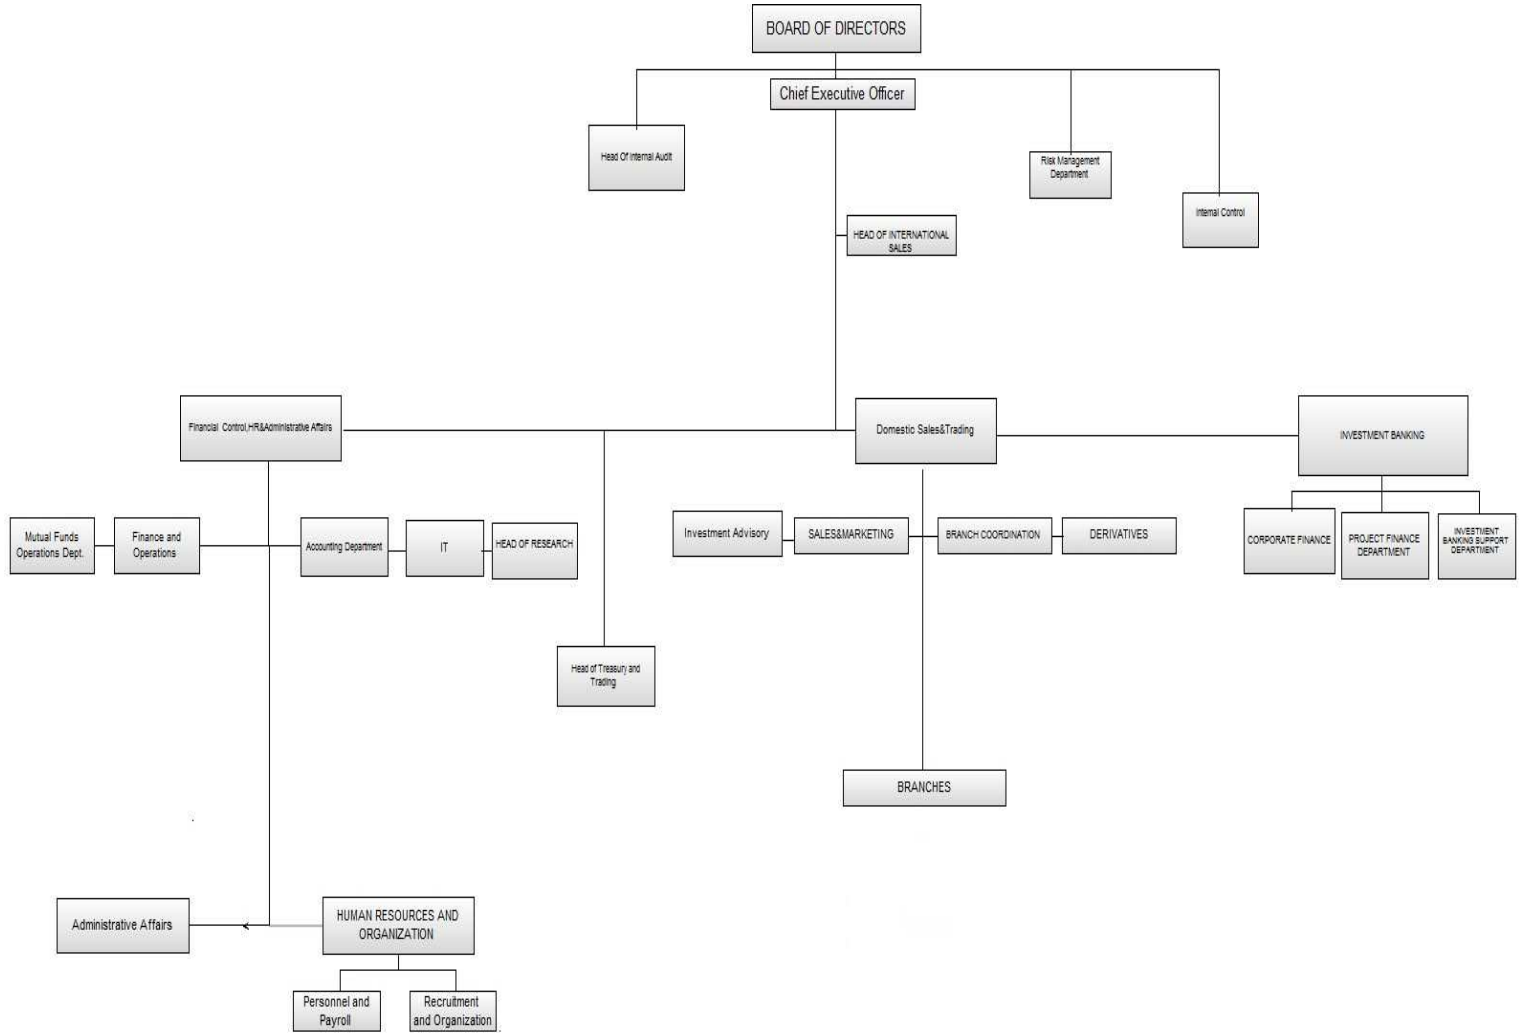 BOARD OF DIRECTORS
Chief Executive Officer
Head Of Internal Audit
Risk Management
Department
Internal Control
HEAD OF INTERNATIONAL
SALES
Financial Control,HR&Administrative Affairs
Domestic Sales&Trading
INVESTMENT BANKING
Mutual Funds
Operations Dept.
Finance and
Operations
Accounting Department
IT
HEAD OF RESEARCH
Investment Advisory
SALES&MARKETING
BRANCH COORDINATION
DERIVATIVES
CORPORATE FINANCE
PROJECT FINANCE
DEPARTMENT
INVESTMENT
BANKING SUPPORT
DEPARTMENT
Head of Treasury and
Trading
BRANCHES
Administrative Affairs
HUMAN RESOURCES AND
ORGANIZATION
Personnel and
Payroll
Recruitment
and Organization